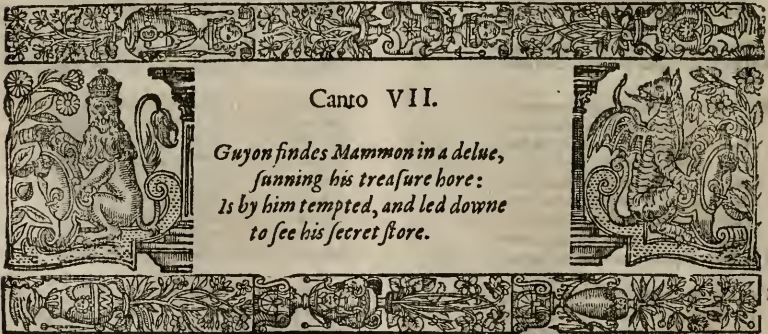 Canto VII.
Guyon findes Mammon in a delue,
ſunning his treaſure hore:
Is by him tempted, and led downe
to ſee his ſecret ſtore.